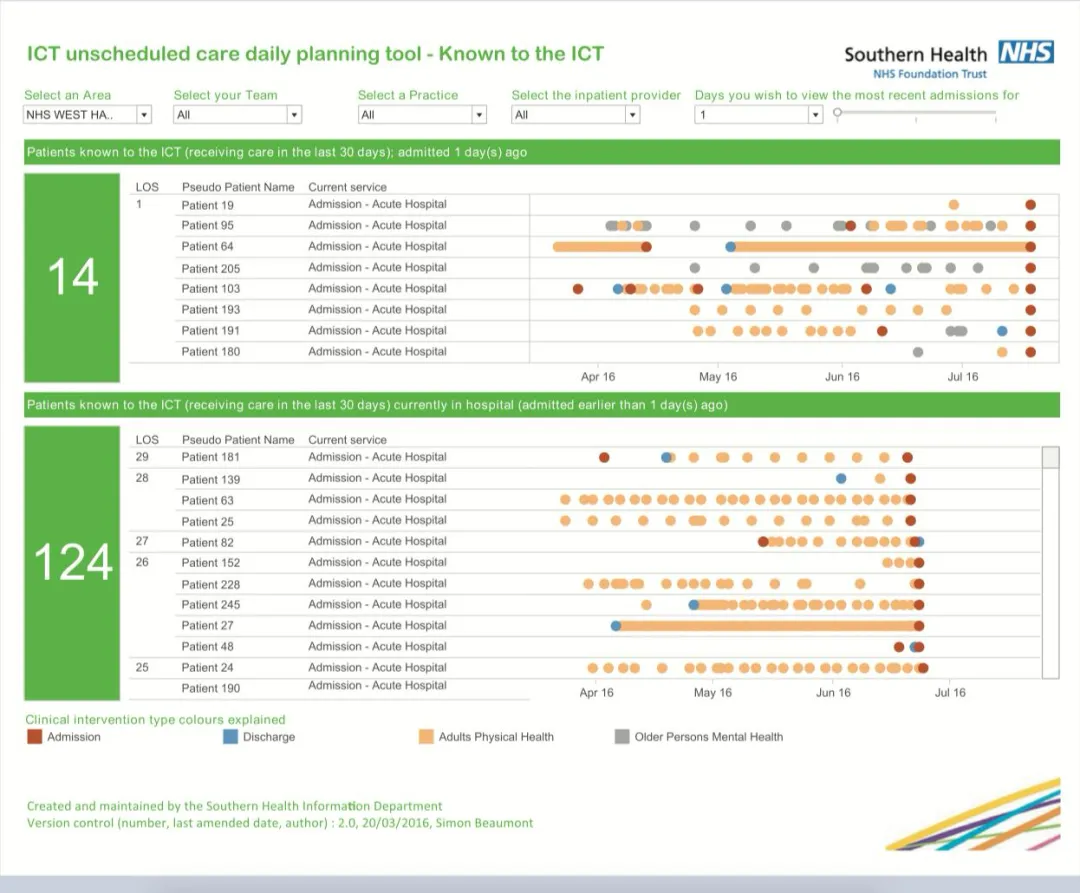 ICT unscheduled care daily planning tool - Known to the ICT
Southern Health NHS
NHS Foundation Trust
Select an Area Select your Team Select a Practice Select the inpatient provider Days you wish to view the most recent admissions for
NHS WEST HA.. All All All 1
Patients known to the ICT (receiving care in the last 30 days); admitted 1 day(s) ago
14
LOS Pseudo Patient Name Current service
1 Patient 19 Admission - Acute Hospital
Patient 95 Admission - Acute Hospital
Patient 64 Admission - Acute Hospital
Patient 205 Admission - Acute Hospital
Patient 103 Admission - Acute Hospital
Patient 193 Admission - Acute Hospital
Patient 191 Admission - Acute Hospital
Patient 180 Admission - Acute Hospital
Apr 16 May 16 Jun 16 Jul 16
Patients known to the ICT (receiving care in the last 30 days) currently in hospital (admitted earlier than 1 day(s) ago)
124
LOS Pseudo Patient Name Current service
29 Patient 181 Admission - Acute Hospital
28 Patient 139 Admission - Acute Hospital
Patient 63 Admission - Acute Hospital
Patient 25 Admission - Acute Hospital
27 Patient 82 Admission - Acute Hospital
26 Patient 152 Admission - Acute Hospital
Patient 228 Admission - Acute Hospital
Patient 245 Admission - Acute Hospital
Patient 27 Admission - Acute Hospital
Patient 48 Admission - Acute Hospital
25 Patient 24 Admission - Acute Hospital
Patient 190 Admission - Acute Hospital
Apr 16 May 16 Jun 16 Jul 16
Clinical intervention type colours explained
Admission Discharge Adults Physical Health Older Persons Mental Health
Created and maintained by the Southern Health Information Department
Version control (number, last amended date, author) : 2.0, 20/03/2016, Simon Beaumont